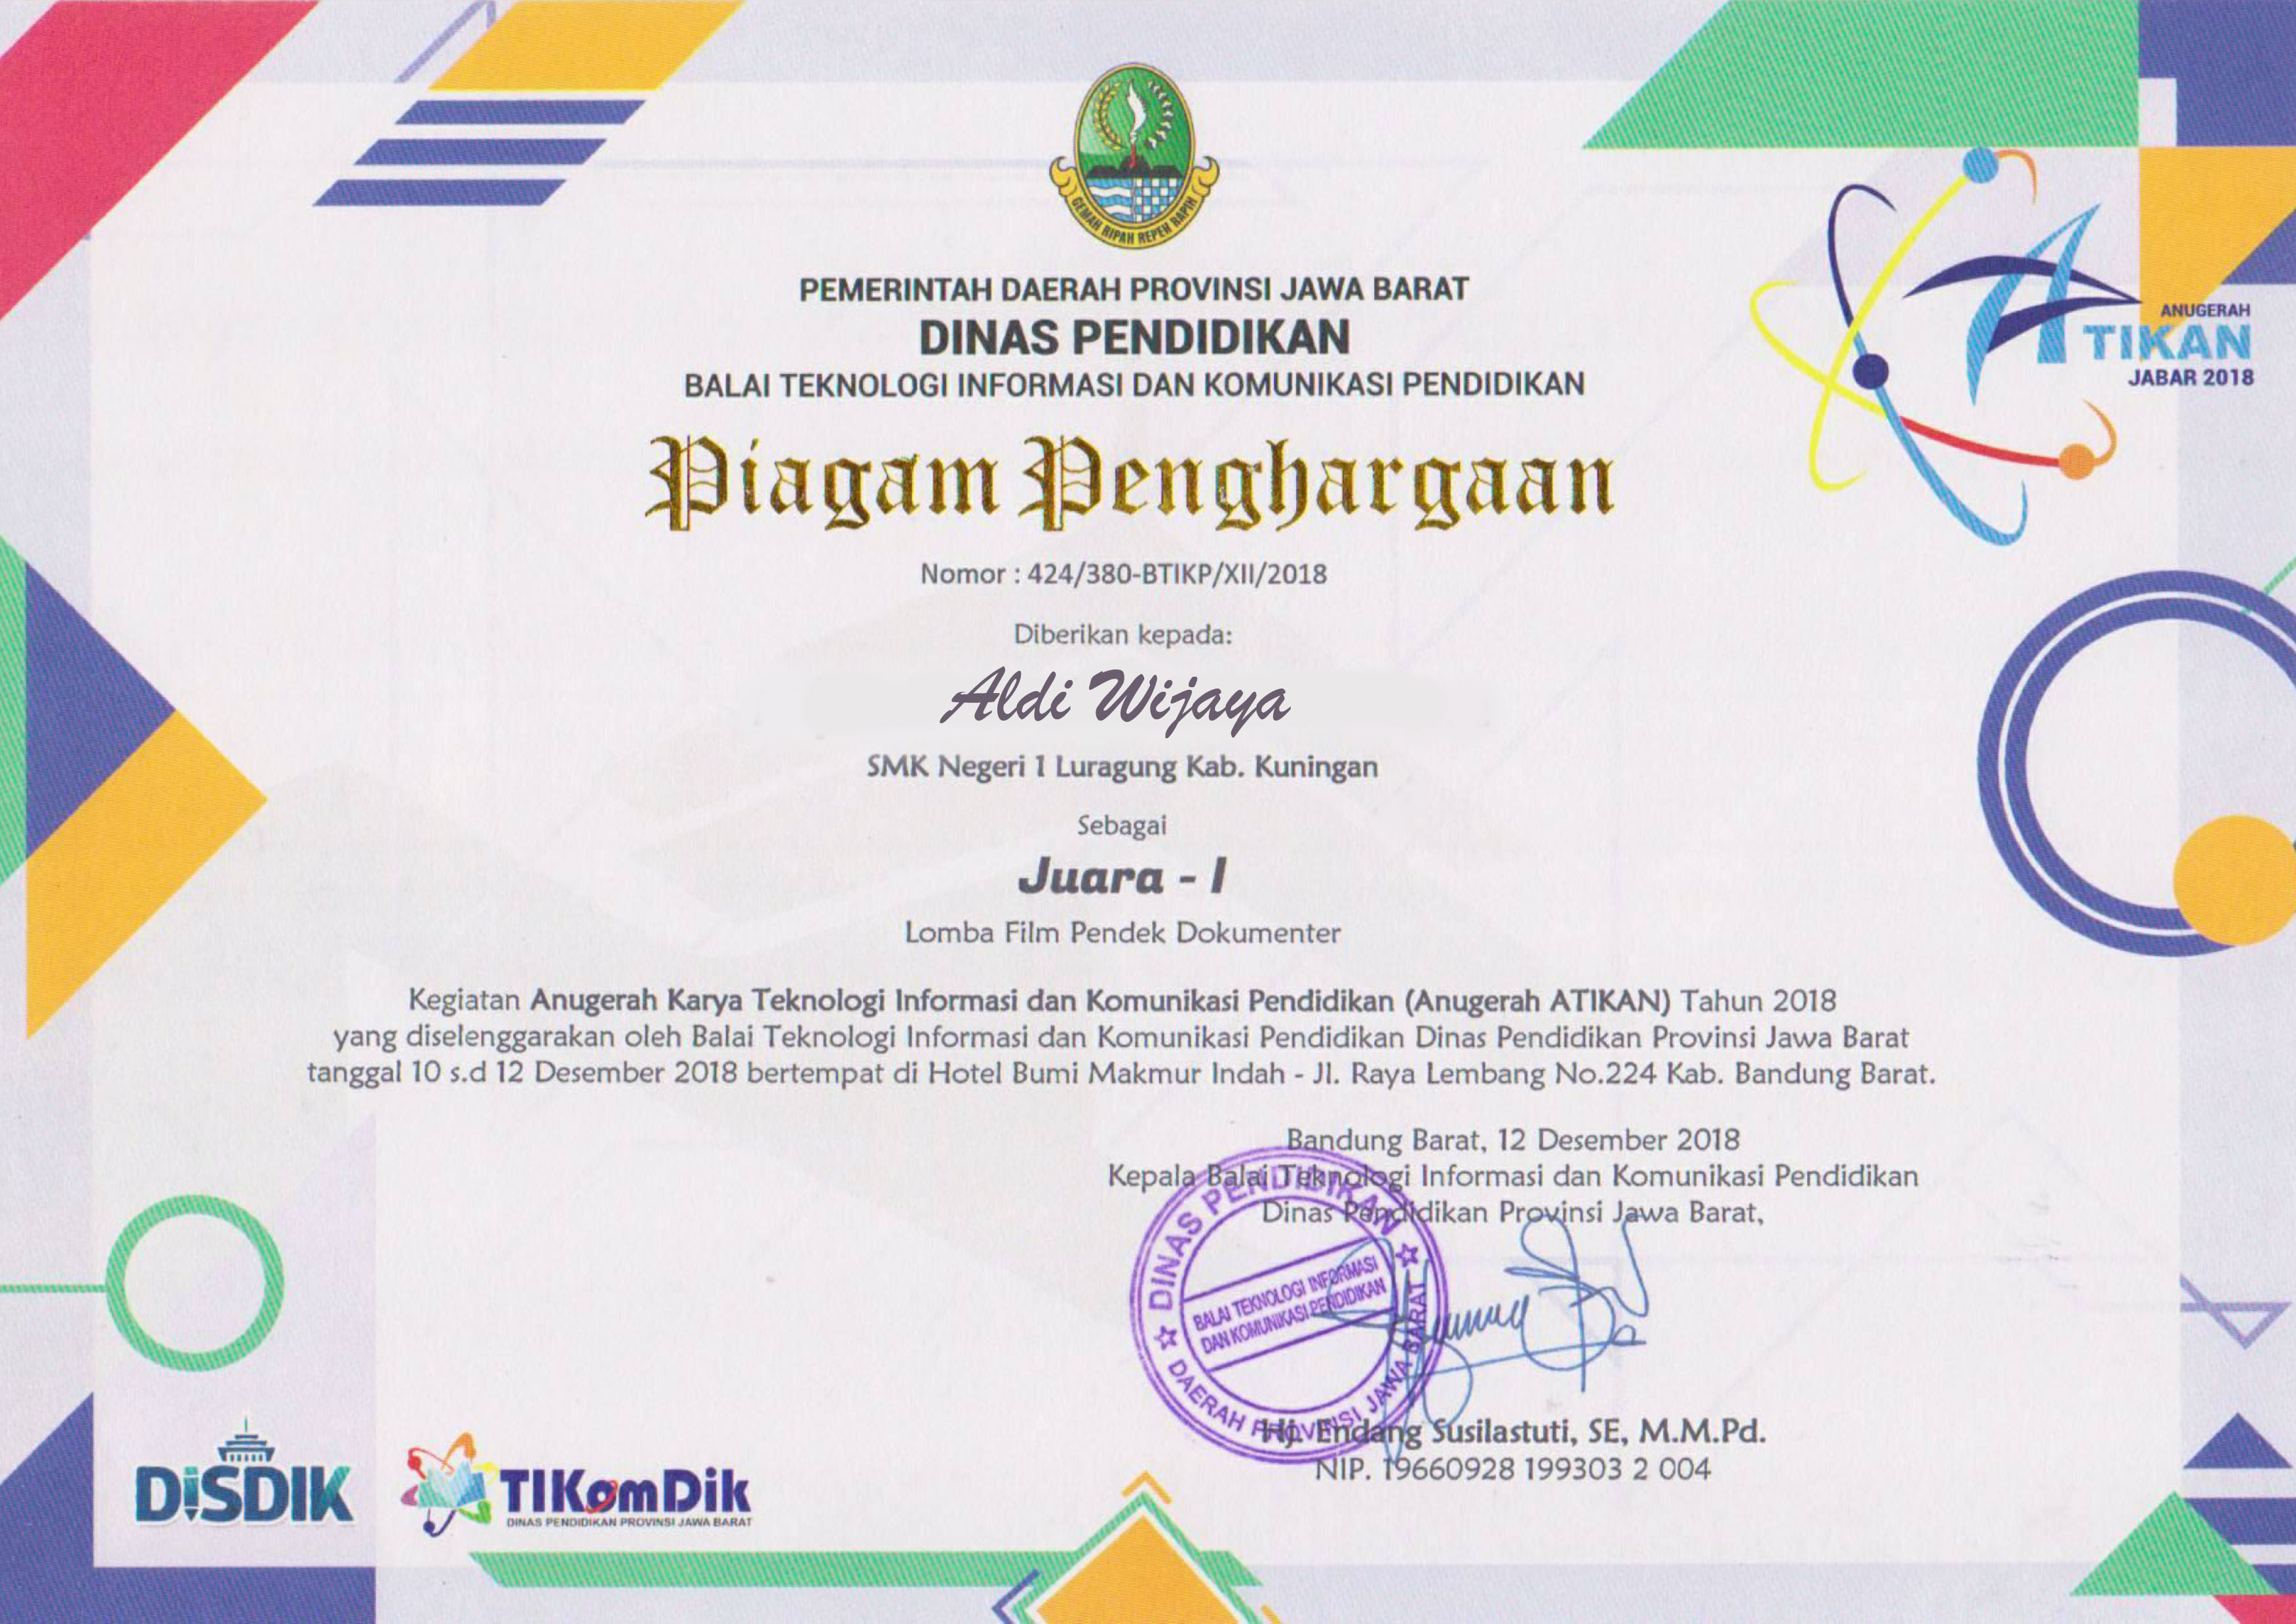 GEMAH RIPAH REPEH RAPIH
PEMERINTAH DAERAH PROVINSI JAWA BARAT
DINAS PENDIDIKAN
BALAI TEKNOLOGI INFORMASI DAN KOMUNIKASI PENDIDIKAN
ANUGERAH
ATIKAN
JABAR 2018
Piagam Penghargaan
Nomor : 424/380-BTIKP/XII/2018
Diberikan kepada:
Aldi Wijaya
SMK Negeri 1 Luragung Kab. Kuningan
Sebagai
Juara - I
Lomba Film Pendek Dokumenter
Kegiatan Anugerah Karya Teknologi Informasi dan Komunikasi Pendidikan (Anugerah ATIKAN) Tahun 2018
yang diselenggarakan oleh Balai Teknologi Informasi dan Komunikasi Pendidikan Dinas Pendidikan Provinsi Jawa Barat
tanggal 10 s.d 12 Desember 2018 bertempat di Hotel Bumi Makmur Indah - Jl. Raya Lembang No.224 Kab. Bandung Barat.
Bandung Barat, 12 Desember 2018
Kepala Balai Teknologi Informasi dan Komunikasi Pendidikan
Dinas Pendidikan Provinsi Jawa Barat,
DINAS PENDIDIKAN
BALAI TEKNOLOGI INFORMASI
DAN KOMUNIKASI PENDIDIKAN
DAERAH PROVINSI JAWA BARAT
Hj. Endang Susilastuti, SE, M.M.Pd.
NIP. 19660928 199303 2 004
DiSDIK
TIKomDik
DINAS PENDIDIKAN PROVINSI JAWA BARAT